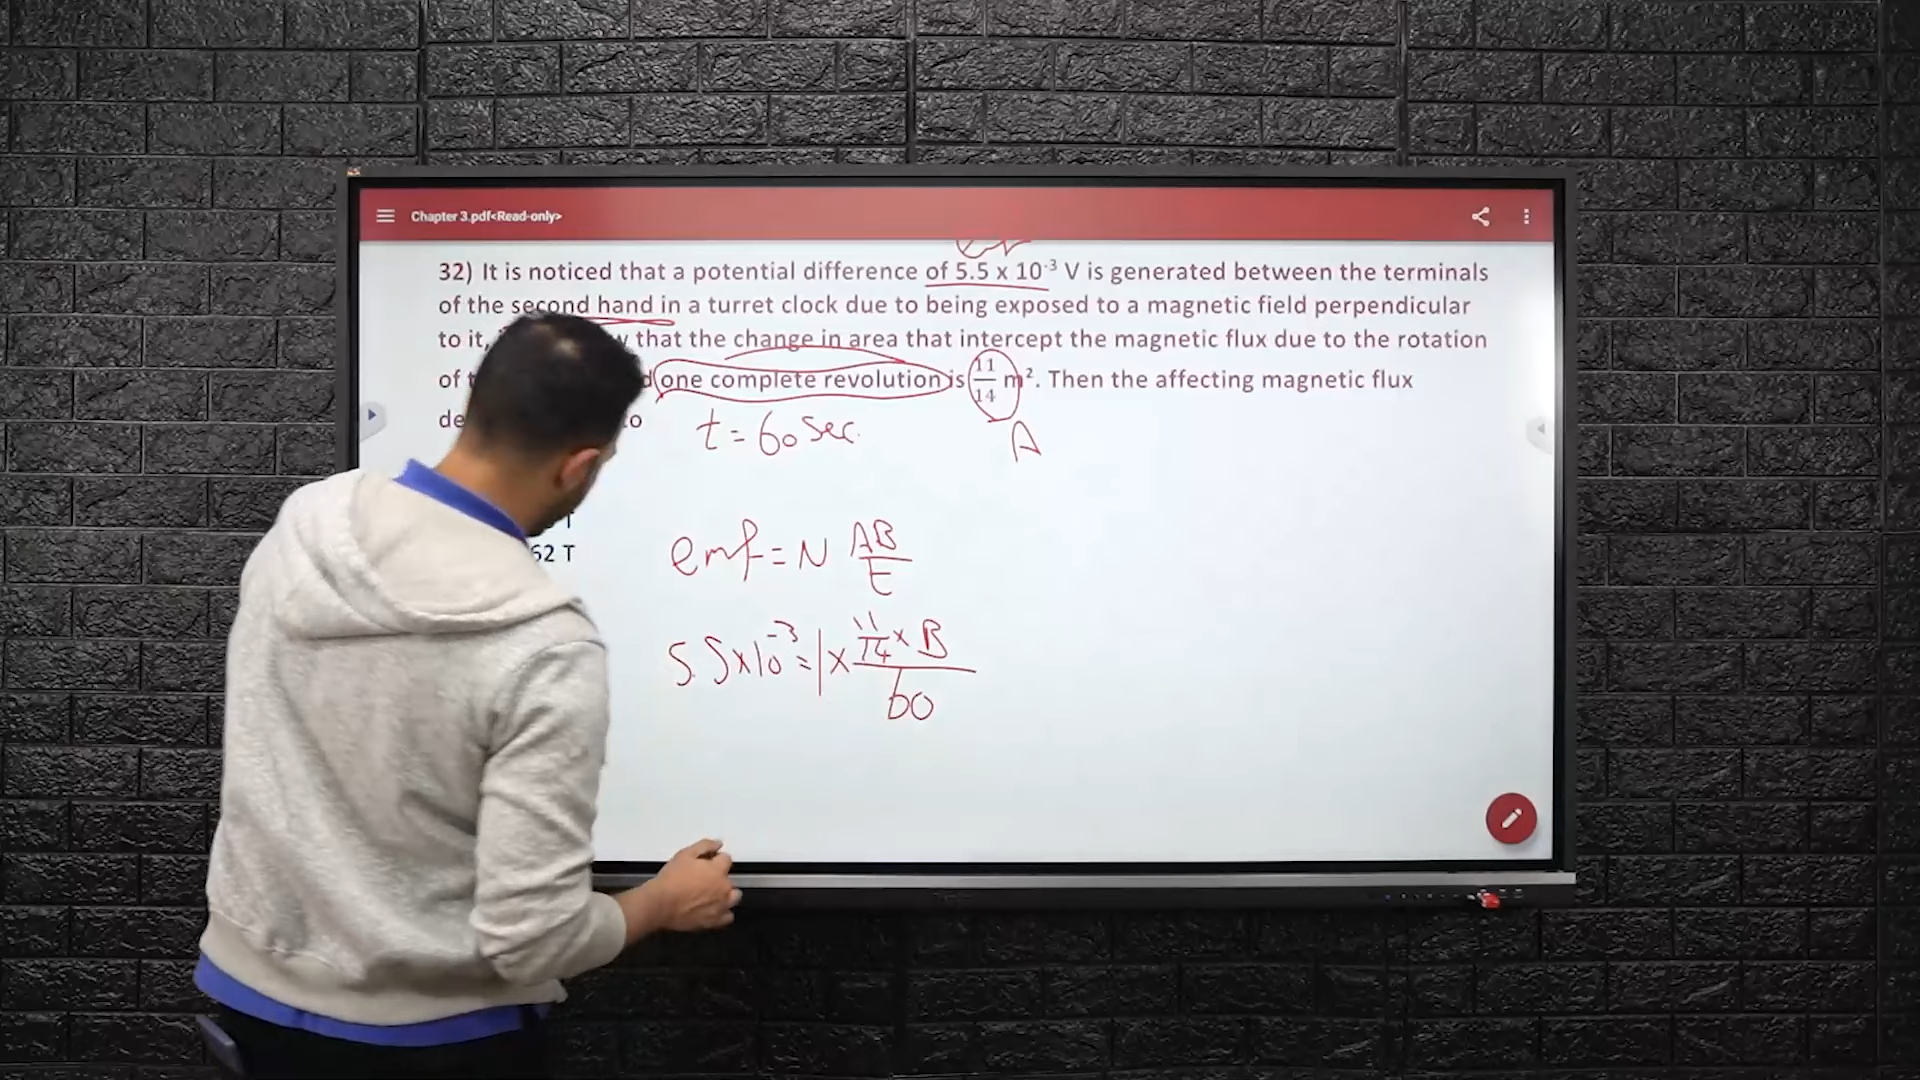 Chapter 3.pdf<Read-only>
32) It is noticed that a potential difference of 5.5 x 10-³ V is generated between the terminals
of the second hand in a turret clock due to being exposed to a magnetic field perpendicular
to it, that the change in area that intercept the magnetic flux due to the rotation
of one complete revolution is 11/14 m². Then the affecting magnetic flux
t = 60 sec.
A
T
62 T
emf = N AB/t
5.5x10-³ = 1 x 11/14 x B / 60